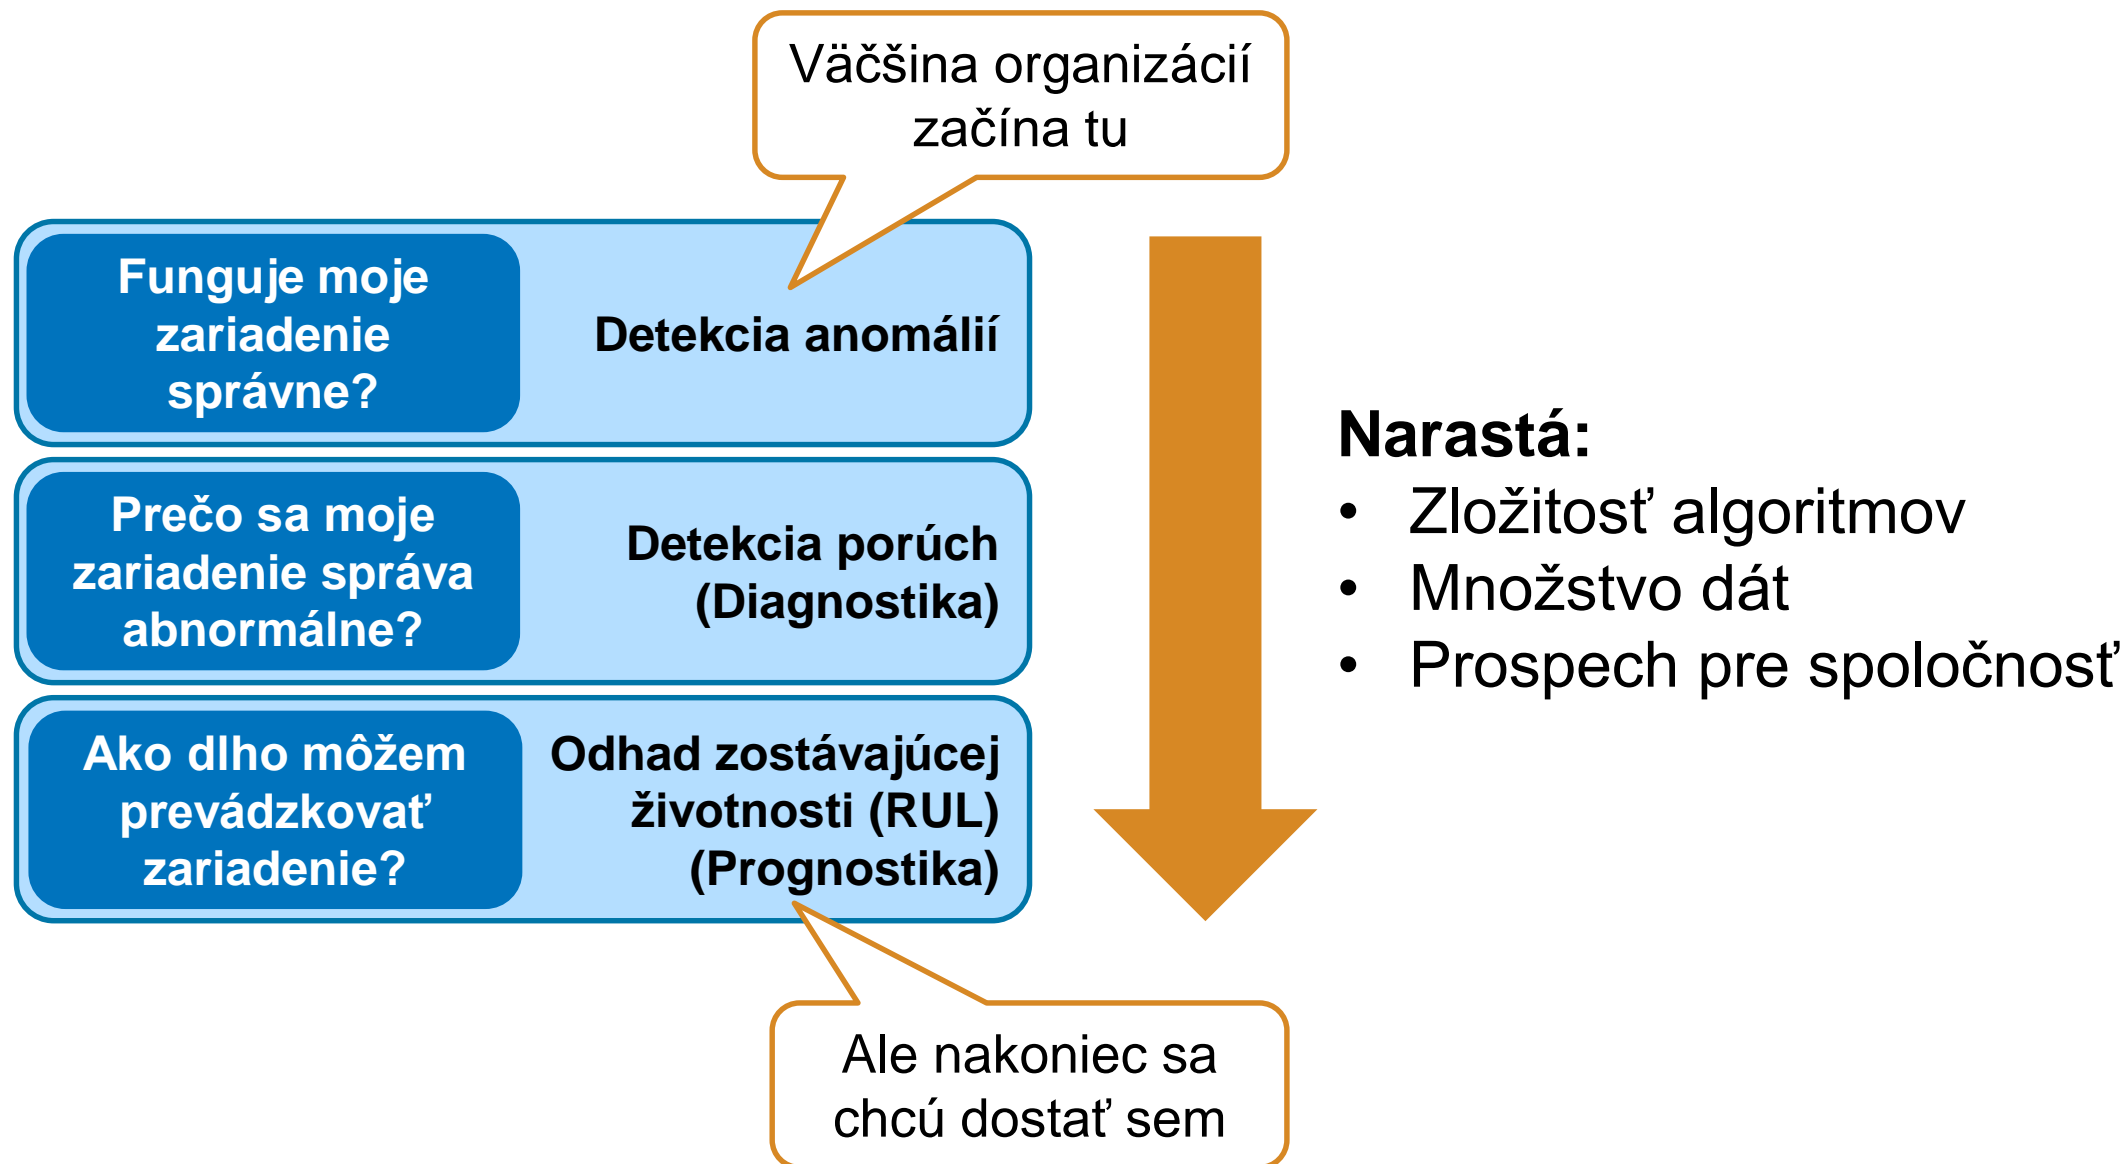 Väčšina organizácií
začína tu
Funguje moje
zariadenie
správne?
Detekcia anomálií
Prečo sa moje
zariadenie správa
abnormálne?
Detekcia porúch
(Diagnostika)
Ako dlho môžem
prevádzkovať
zariadenie?
Odhad zostávajúcej
životnosti (RUL)
(Prognostika)
Ale nakoniec sa
chcú dostať sem
Narastá:
• Zložitosť algoritmov
• Množstvo dát
• Prospech pre spoločnosť